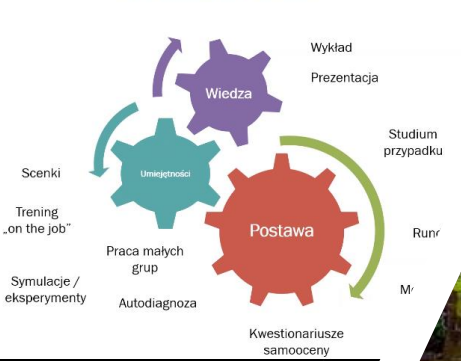 Wykład
Wiedza
Prezentacja
Studium
przypadku
Scenki
Umiejętności
Trening
„on the job”
Postawa
Praca małych
grup
Symulacje /
eksperymenty
Autodiagnoza
Kwestionariusze
samooceny